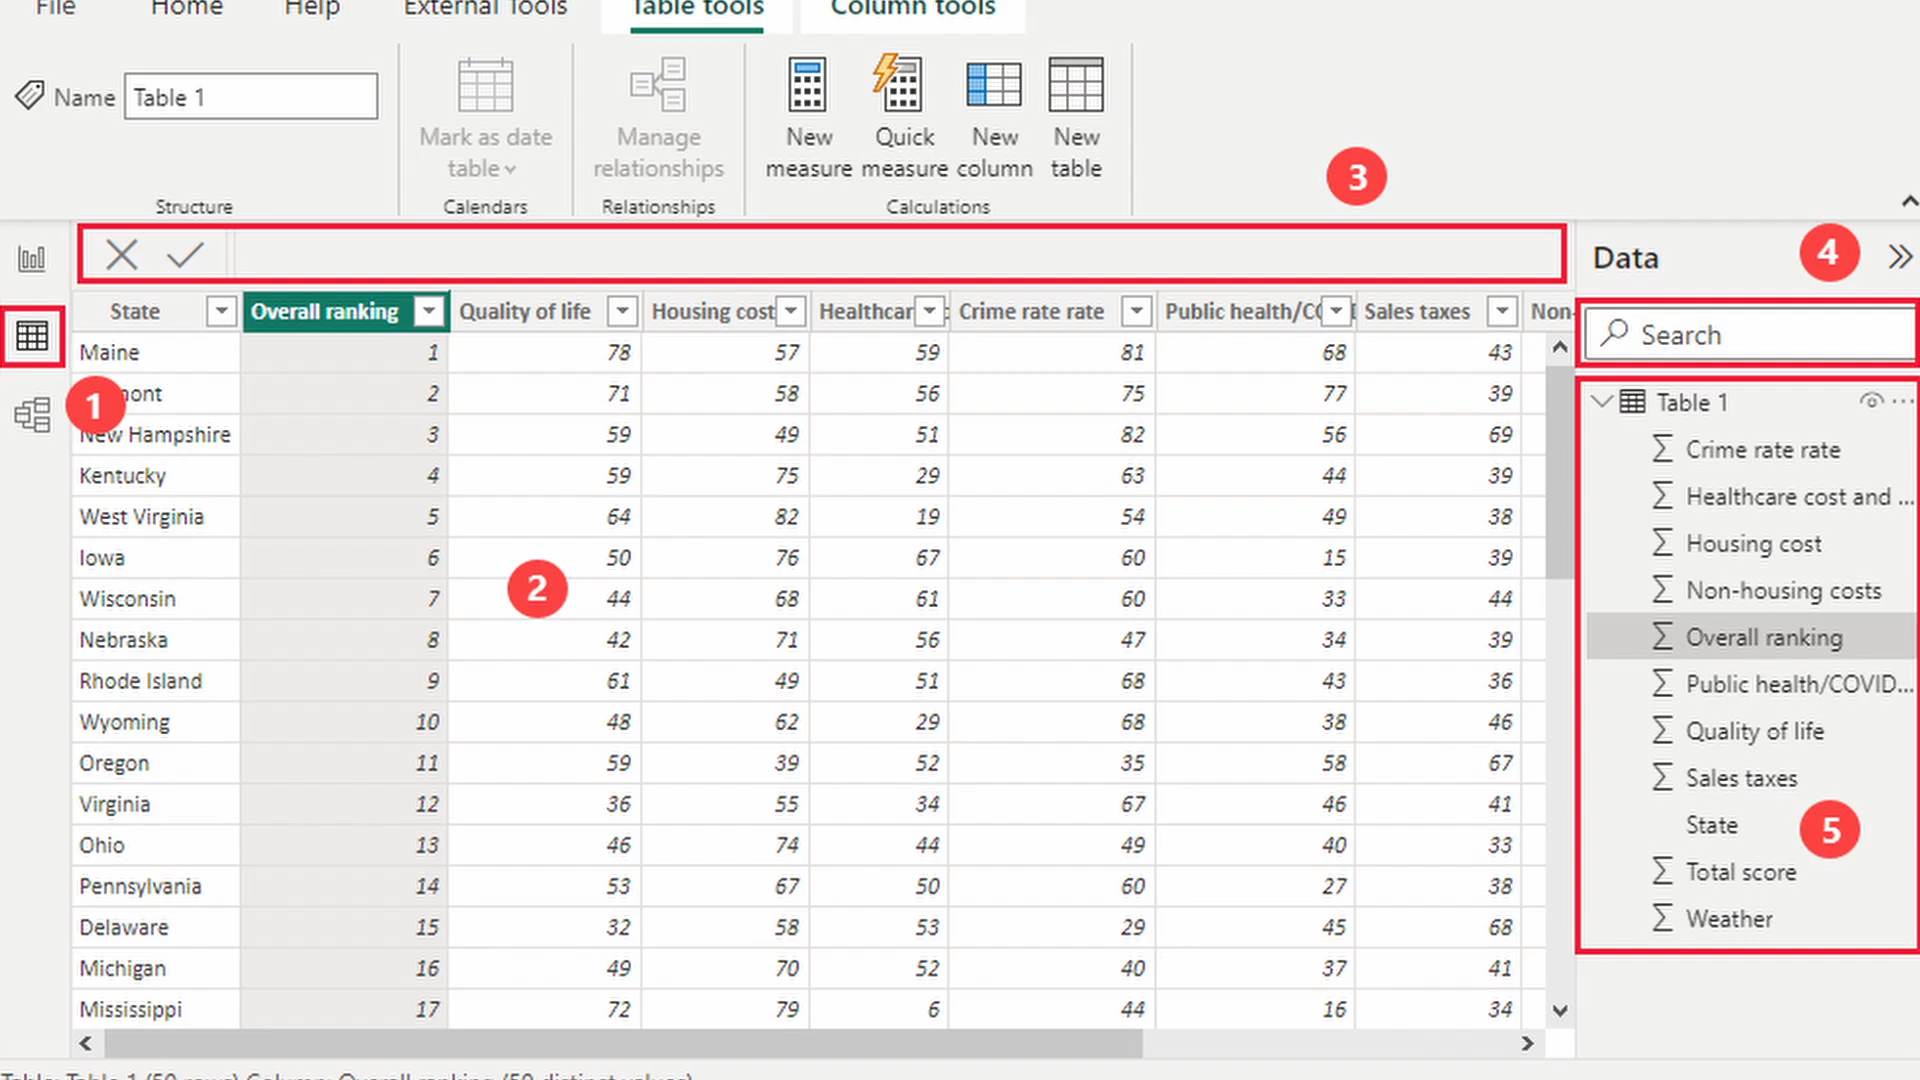 File Home Help External Tools Table tools Column tools
Name Table 1
Mark as date table
Manage relationships
New measure
Quick measure
New column
New table
Structure Calendars Relationships Calculations
3
Data 4
State Overall ranking Quality of life Housing cost Crime rate rate Sales taxes
Search
Maine 1 78 57 59 81 68 43
2 71 58 56 75 77 39
1
New Hampshire 3 59 49 51 82 56 69
Kentucky 4 59 75 29 63 44 39
West Virginia 5 64 82 19 54 49 38
Iowa 6 50 76 67 60 15 39
Wisconsin 7 44 68 61 60 33 44
2
Nebraska 8 42 71 56 47 34 39
Rhode Island 9 61 49 51 68 43 36
Wyoming 10 48 62 29 68 38 46
Oregon 11 59 39 52 35 58 67
Virginia 12 36 55 34 67 46 41
Ohio 13 46 74 44 49 40 33
Pennsylvania 14 53 67 50 60 27 38
Delaware 15 32 58 53 29 45 68
Michigan 16 49 70 52 40 37 41
Mississippi 17 72 79 6 44 16 34
Table 1
Crime rate rate
Healthcare cost and ...
Housing cost
Non-housing costs
Overall ranking
Public health/COVID...
Quality of life
Sales taxes
State
5
Total score
Weather
Table: Table 1 (50 rows) Column: Overall ranking (50 distinct values)